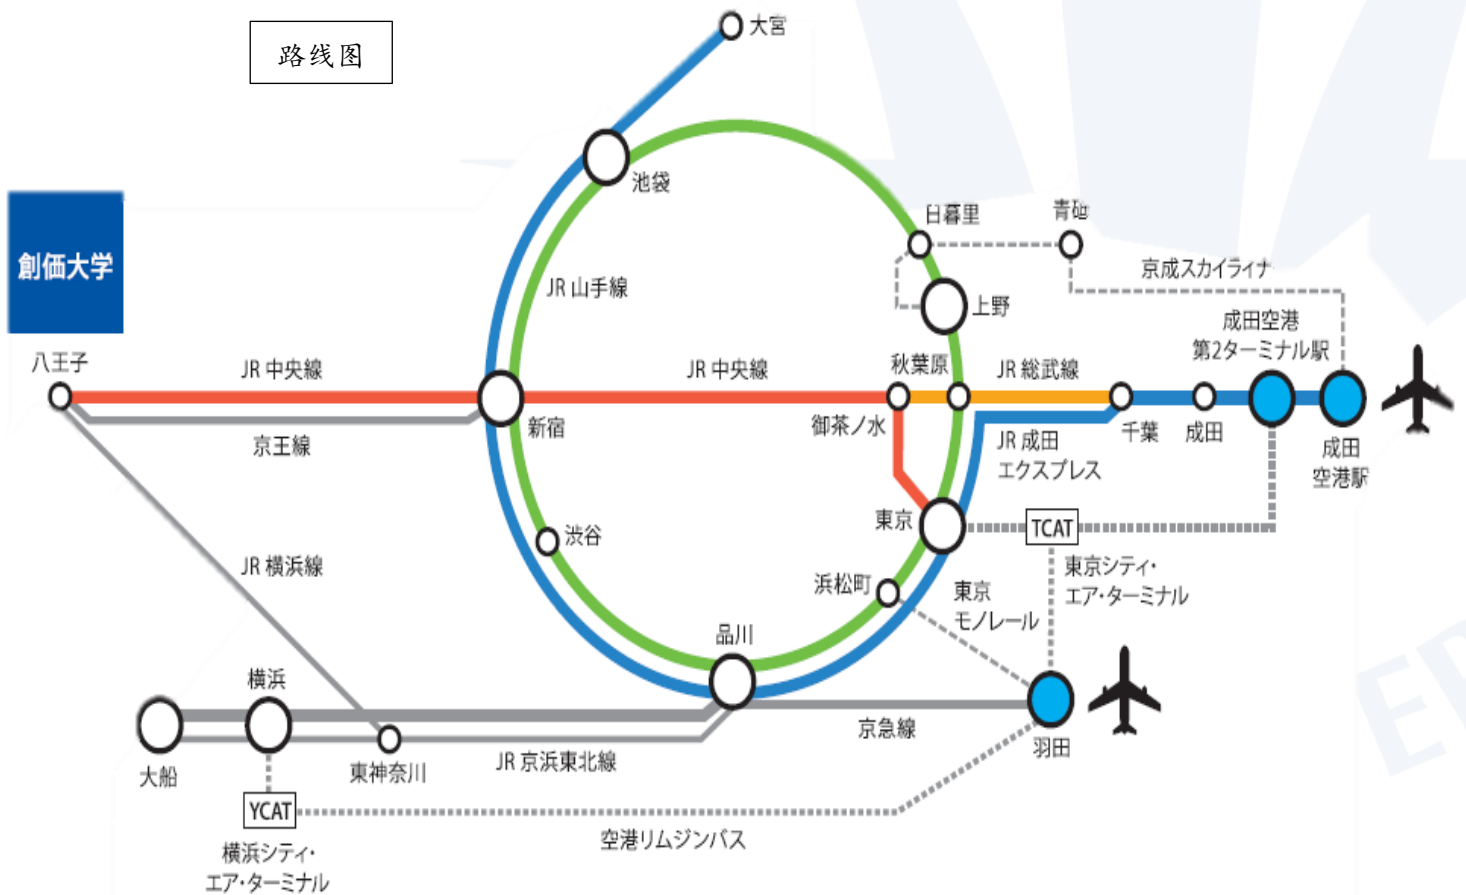 路线图
大宮
池袋
創価大学
日暮里
青砥
京成スカイライナ
JR 山手線
上野
成田空港
第2ターミナル駅
八王子
JR 中央線
JR 中央線
秋葉原
JR 総武線
京王線
新宿
御茶ノ水
千葉
成田
JR 成田
エクスプレス
成田
空港駅
東京
TCAT
渋谷
JR 横浜線
浜松町
東京
モノレール
東京シティ・
エア・ターミナル
品川
横浜
京急線
羽田
大船
東神奈川
JR 京浜東北線
YCAT
空港リムジンバス
横浜シティ・
エア・ターミナル